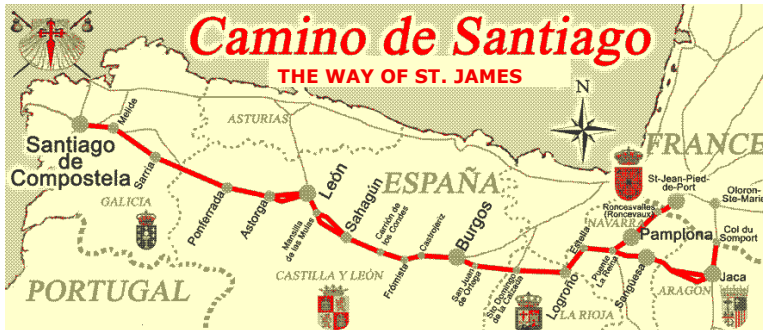 Camino de Santiago
THE WAY OF ST. JAMES
N
FRANCE
ASTURIAS
ESPAÑA
Santiago
de
Compostela
Melide
Sarria
GALICIA
Ponferrada
Astorga
León
Mansilla
de las Mulas
Sahagún
Carrión de
los Condes
Frómista
Castrojeriz
Burgos
San Juan
de Ortega
Sto Domingo
de la Calzada
Logroño
Estella
Puente
La Reina
Pamplona
NAVARRA
Roncesvalles
(Roncevaux)
St-Jean-Pied-
de-Port
Oloron-
Ste-Marie
Col du
Somport
Sangüesa
Jaca
ARAGON
LA RIOJA
CASTILLA Y LEÓN
PORTUGAL